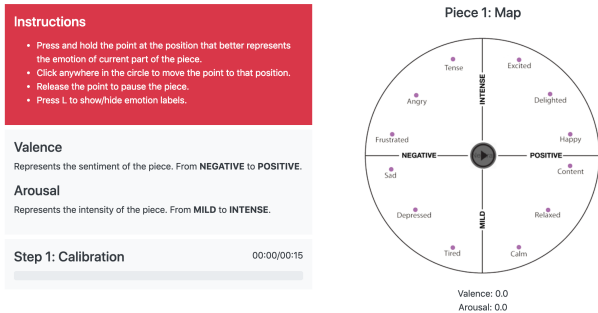 Instructions
• Press and hold the point at the position that better represents
the emotion of current part of the piece.
• Click anywhere in the circle to move the point to that position.
• Release the point to pause the piece.
• Press L to show/hide emotion labels.
Valence
Represents the sentiment of the piece. From NEGATIVE to POSITIVE.
Arousal
Represents the intensity of the piece. From MILD to INTENSE.
Step 1: Calibration 00:00/00:15
Piece 1: Map
Tense
Excited
INTENSE
Angry
Delighted
Frustrated
Happy
NEGATIVE
POSITIVE
Sad
Content
Depressed
Relaxed
MILD
Tired
Calm
Valence: 0.0
Arousal: 0.0